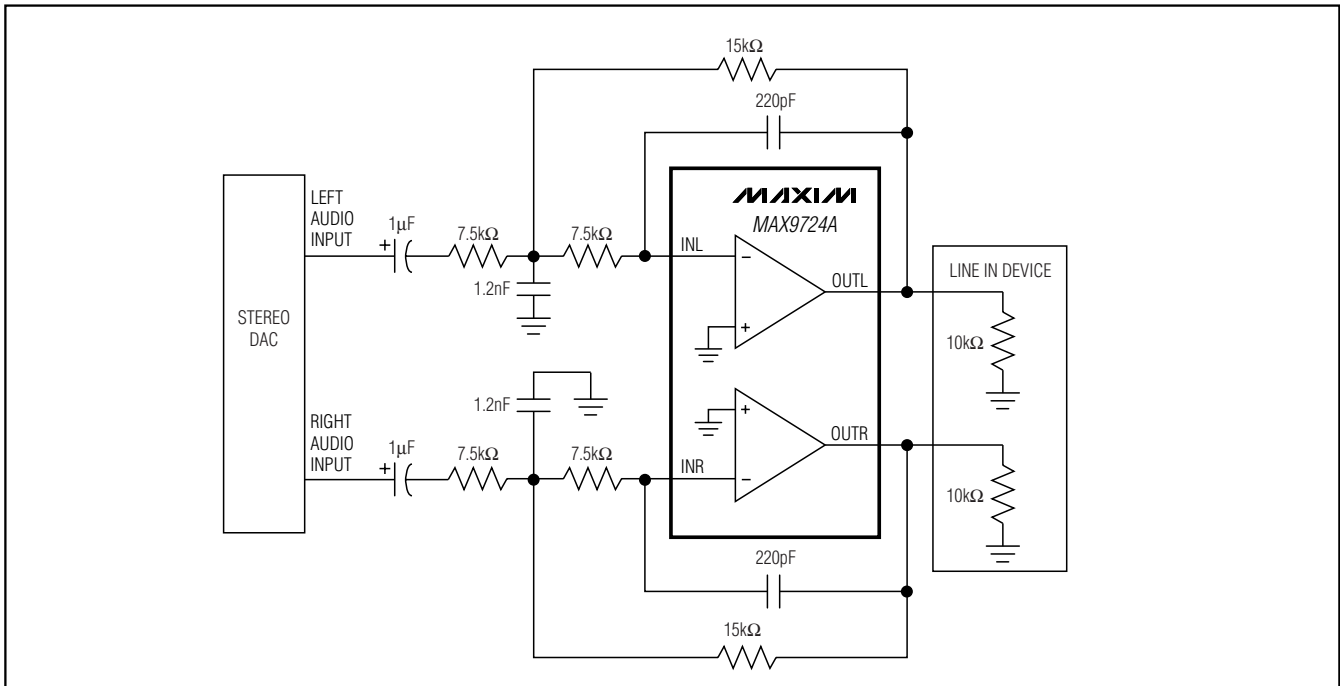 15kΩ
220pF
MAXIM
MAX9724A
LEFT
AUDIO
INPUT
1µF
+
7.5kΩ
7.5kΩ
INL
−
+
OUTL
1.2nF
LINE IN DEVICE
10kΩ
STEREO
DAC
1.2nF
RIGHT
AUDIO
INPUT
1µF
+
7.5kΩ
7.5kΩ
INR
+
−
OUTR
10kΩ
220pF
15kΩ